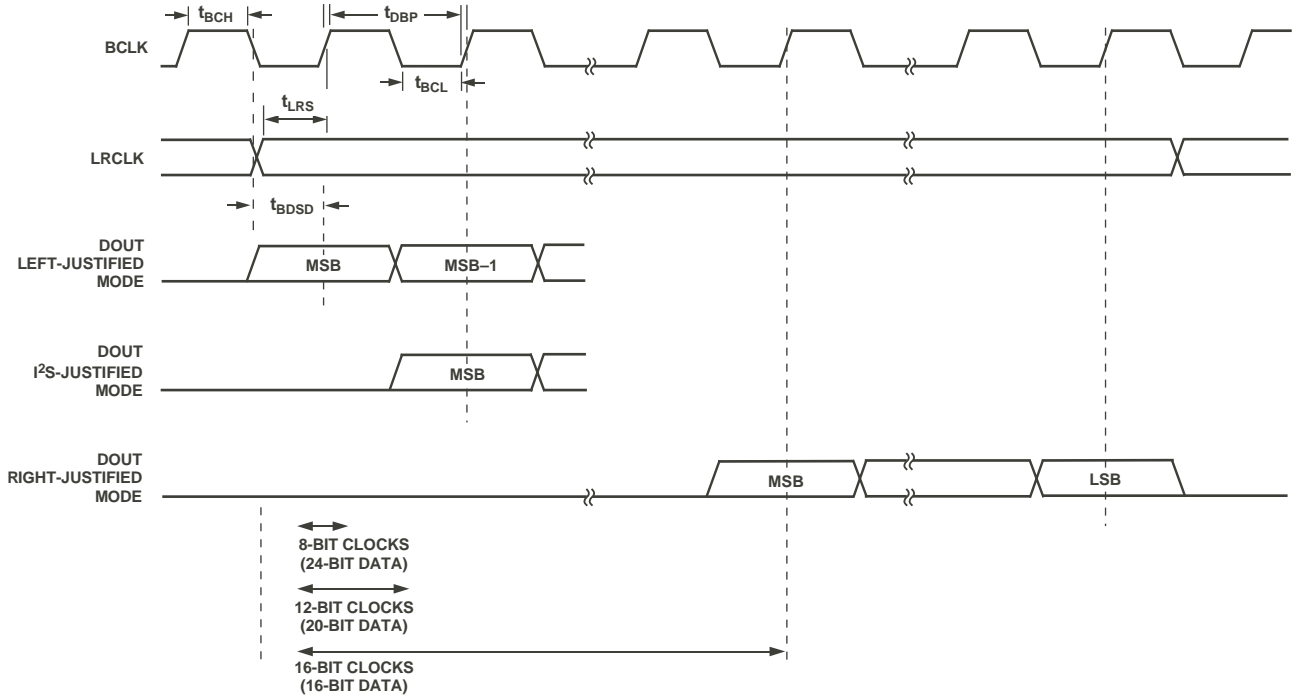 tBCH
tDBP
BCLK
tBCL
tLRS
LRCLK
tBDSD
DOUT
LEFT-JUSTIFIED
MODE
MSB
MSB–1
DOUT
I²S-JUSTIFIED
MODE
MSB
DOUT
RIGHT-JUSTIFIED
MODE
MSB
LSB
8-BIT CLOCKS
(24-BIT DATA)
12-BIT CLOCKS
(20-BIT DATA)
16-BIT CLOCKS
(16-BIT DATA)